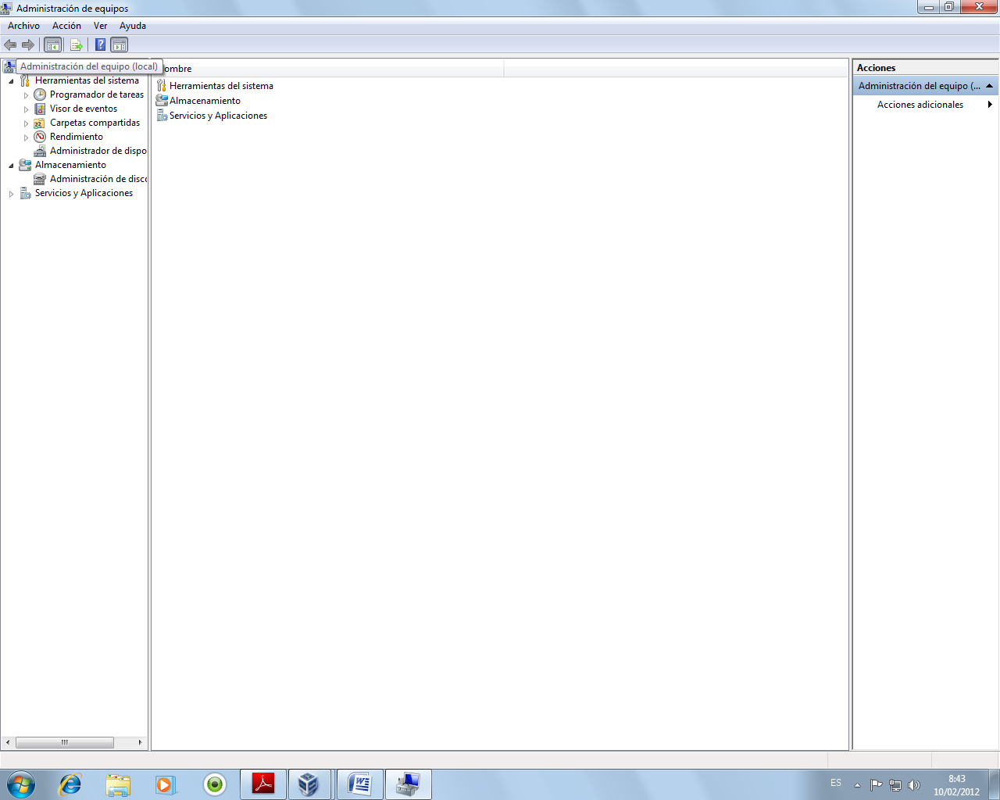 Administración de equipos
Archivo Acción Ver Ayuda
Administración del equipo (local)
Herramientas del sistema
Programador de tareas
Visor de eventos
Carpetas compartidas
Rendimiento
Administrador de dispo
Almacenamiento
Administración de disc
Servicios y Aplicaciones
ombre
Herramientas del sistema
Almacenamiento
Servicios y Aplicaciones
Acciones
Administración del equipo (...
Acciones adicionales
ES
8:43
10/02/2012